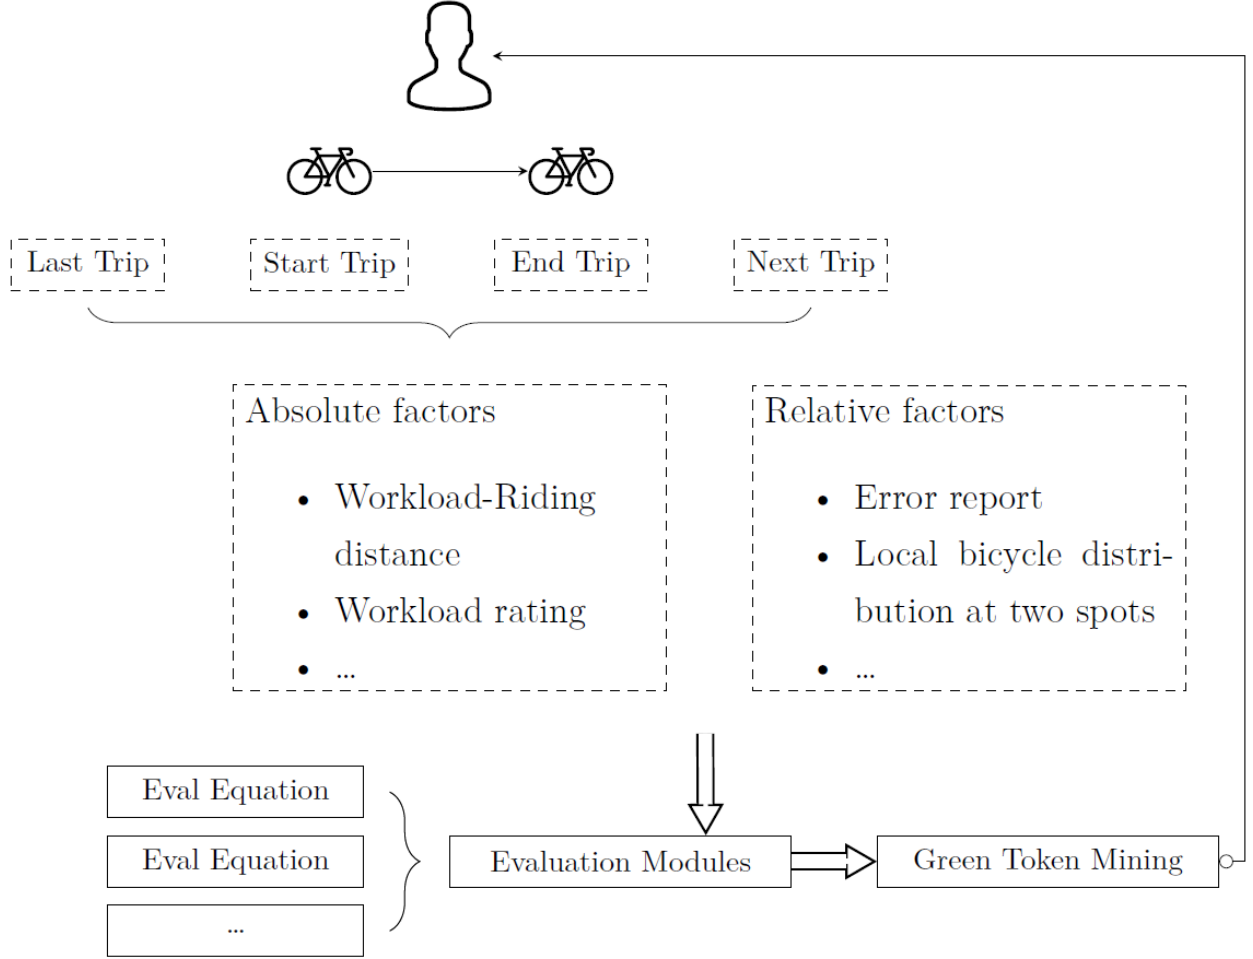 Last Trip
Start Trip
End Trip
Next Trip
Absolute factors
• Workload-Riding
distance
• Workload rating
• ...
Relative factors
• Error report
• Local bicycle distri-
bution at two spots
• ...
Eval Equation
Eval Equation
...
Evaluation Modules
Green Token Mining